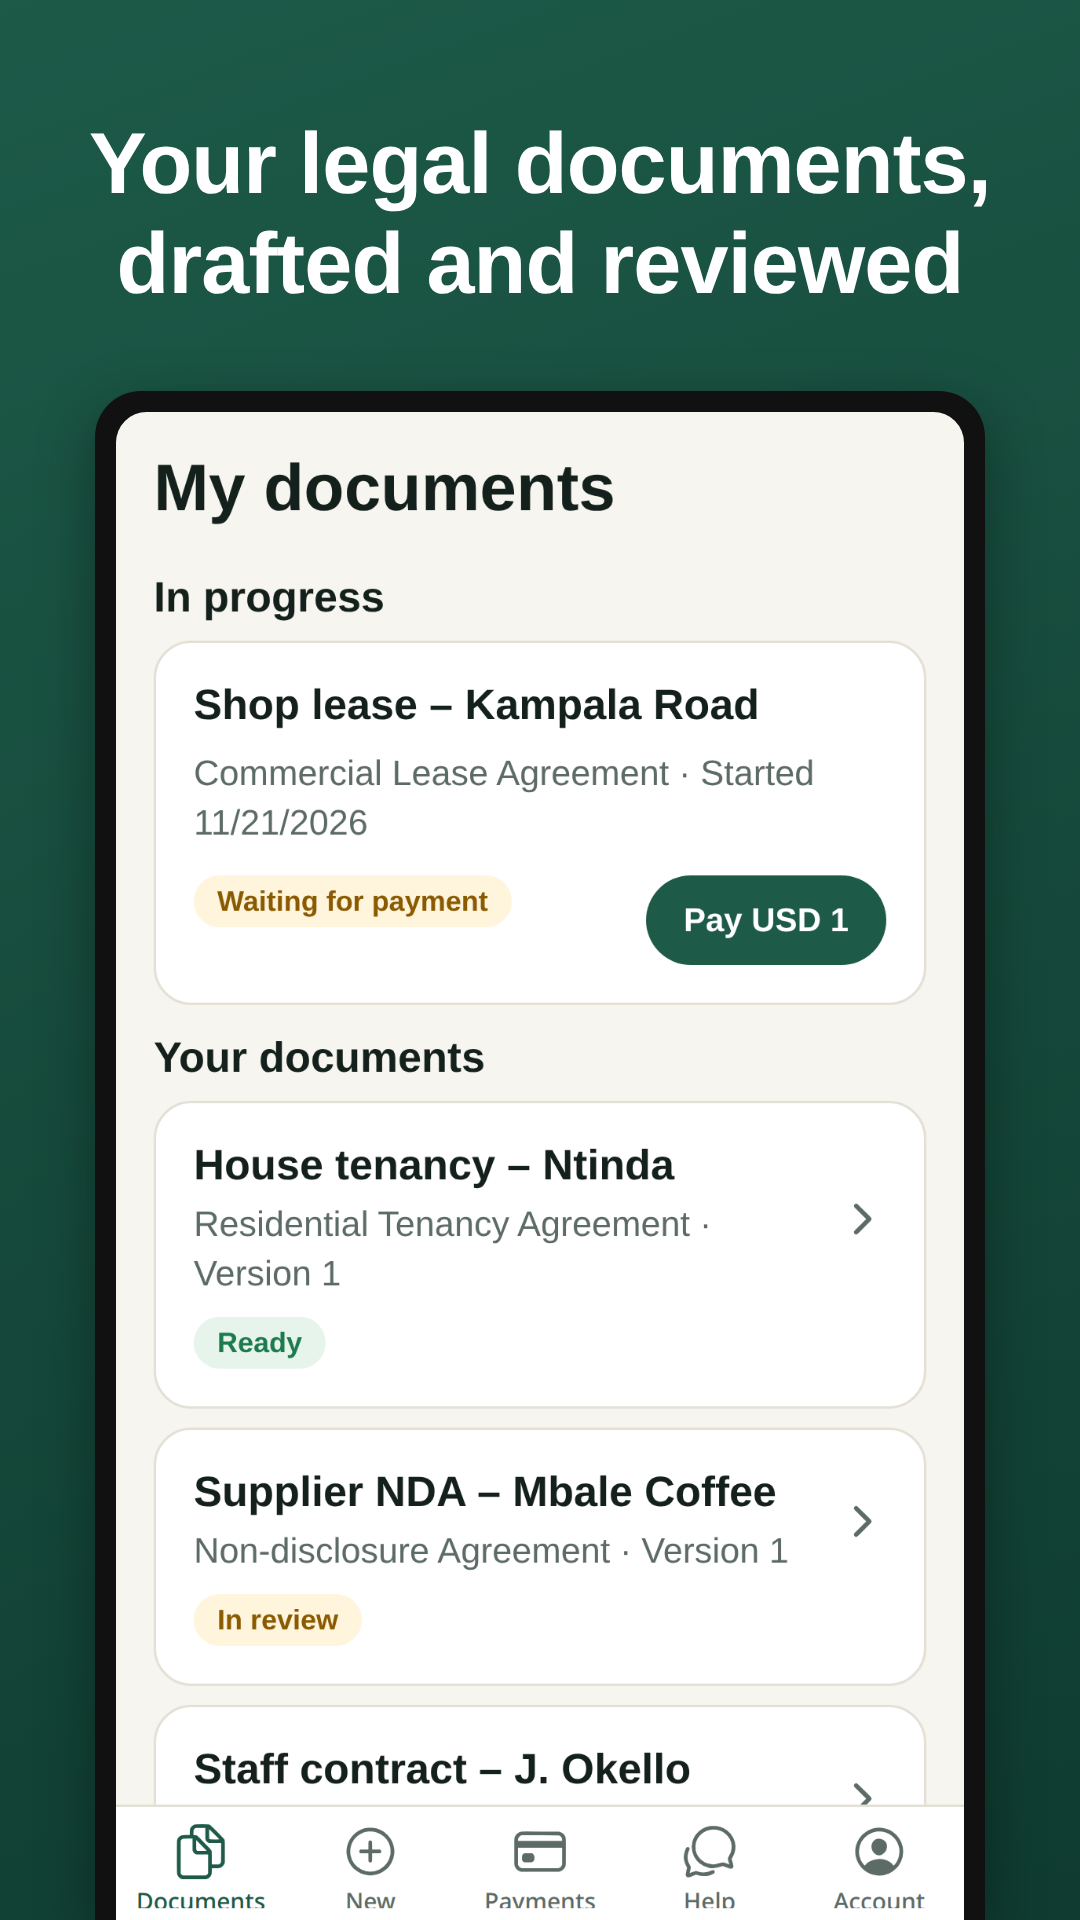 Your legal documents,
drafted and reviewed
My documents
In progress
Shop lease – Kampala Road
Commercial Lease Agreement · Started
11/21/2026
Waiting for payment
Pay USD 1
Your documents
House tenancy – Ntinda
Residential Tenancy Agreement ·
Version 1
Ready
Supplier NDA – Mbale Coffee
Non-disclosure Agreement · Version 1
In review
Staff contract – J. Okello
Documents New Payments Help Account